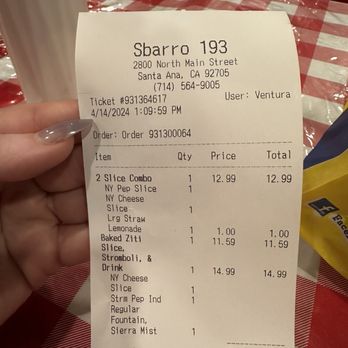 Sbarro 193
2800 North Main Street
Santa Ana, CA 92705
(714) 564-9005
Ticket #931364617 User: Ventura
4/14/2024 1:09:59 PM
Order: Order 931300064
Item Qty Price Total
2 Slice Combo 1 12.99 12.99
NY Pep Slice 1
NY Cheese
Slice 1
Lrg Straw
Lemonade 1 1.00 1.00
Baked Ziti 1 11.59 11.59
Slice,
Stromboli, &
Drink 1 14.99 14.99
NY Cheese
Slice 1
Strm Pep Ind 1
Regular
Fountain,
Sierra Mist 1
f